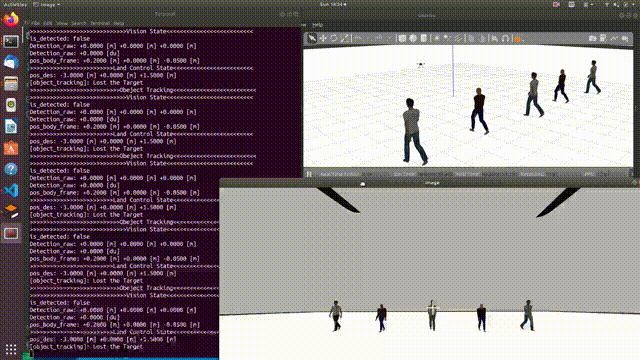 Activities
Image
Sun 19:34
Terminal
File Edit View Search Terminal Help
>>>>>>>>>>>>>>>>>>>>>>>>Vision State<<<<<<<<<<<<<<<<<<<<<<
is_detected: false
Detection_raw: +0.0000 [m] +0.0000 [m] +0.0000 [m]
Detection_raw: +0.0000 [du]
pos_body_frame: +0.2000 [m] +0.0000 [m] -0.0500 [m]
>>>>>>>>>>>>>>>>>>>>Land Control State<<<<<<<<<<<<<<<<<<<<
pos_des: -3.0000 [m] +0.0000 [m] +1.5000 [m]
[object_tracking]: Lost the Target
>>>>>>>>>>>>>>>>>>>>>>Obeject Tracking<<<<<<<<<<<<<<<<<<<<
>>>>>>>>>>>>>>>>>>>>>>>>Vision State<<<<<<<<<<<<<<<<<<<<<<
is_detected: false
Detection_raw: +0.0000 [m] +0.0000 [m] +0.0000 [m]
Detection_raw: +0.0000 [du]
pos_body_frame: +0.2000 [m] +0.0000 [m] -0.0500 [m]
>>>>>>>>>>>>>>>>>>>>Land Control State<<<<<<<<<<<<<<<<<<<<
pos_des: -3.0000 [m] +0.0000 [m] +1.5000 [m]
[object_tracking]: Lost the Target
>>>>>>>>>>>>>>>>>>>>>>Obeject Tracking<<<<<<<<<<<<<<<<<<<<
>>>>>>>>>>>>>>>>>>>>>>>>Vision State<<<<<<<<<<<<<<<<<<<<<<
is_detected: false
Detection_raw: +0.0000 [m] +0.0000 [m] +0.0000 [m]
Detection_raw: +0.0000 [du]
pos_body_frame: +0.2000 [m] +0.0000 [m] -0.0500 [m]
Land Control State
pos_des: -3.0000 [m] +0.0000 [m] +1.5000 [m]
[object_tracking]: Lost the Target
Obeject Tracking
Vision State
is_detected: false
Detection_raw: +0.0000 [m] +0.0000 [m] +0.0000 [m]
Detection_raw: +0.0000 [du]
pos_body_frame: +0.2000 [m] +0.0000 [m] -0.0500 [m]
Land Control State
pos_des: -3.0000 [m] +0.0000 [m] +1.5000 [m]
[object_tracking]: Lost the Target
Obeject Tracking
Vision State
is_detected: false
Detection_raw: +0.0000 [m] +0.0000 [m] +0.0000 [m]
Detection_raw: +0.0000 [du]
pos_body_frame: +0.2000 [m] +0.0000 [m] -0.0500 [m]
Land Control State
pos_des: -3.0000 [m] +0.0000 [m] +1.5000 [m]
[object_tracking]: Lost the Target
Help
image